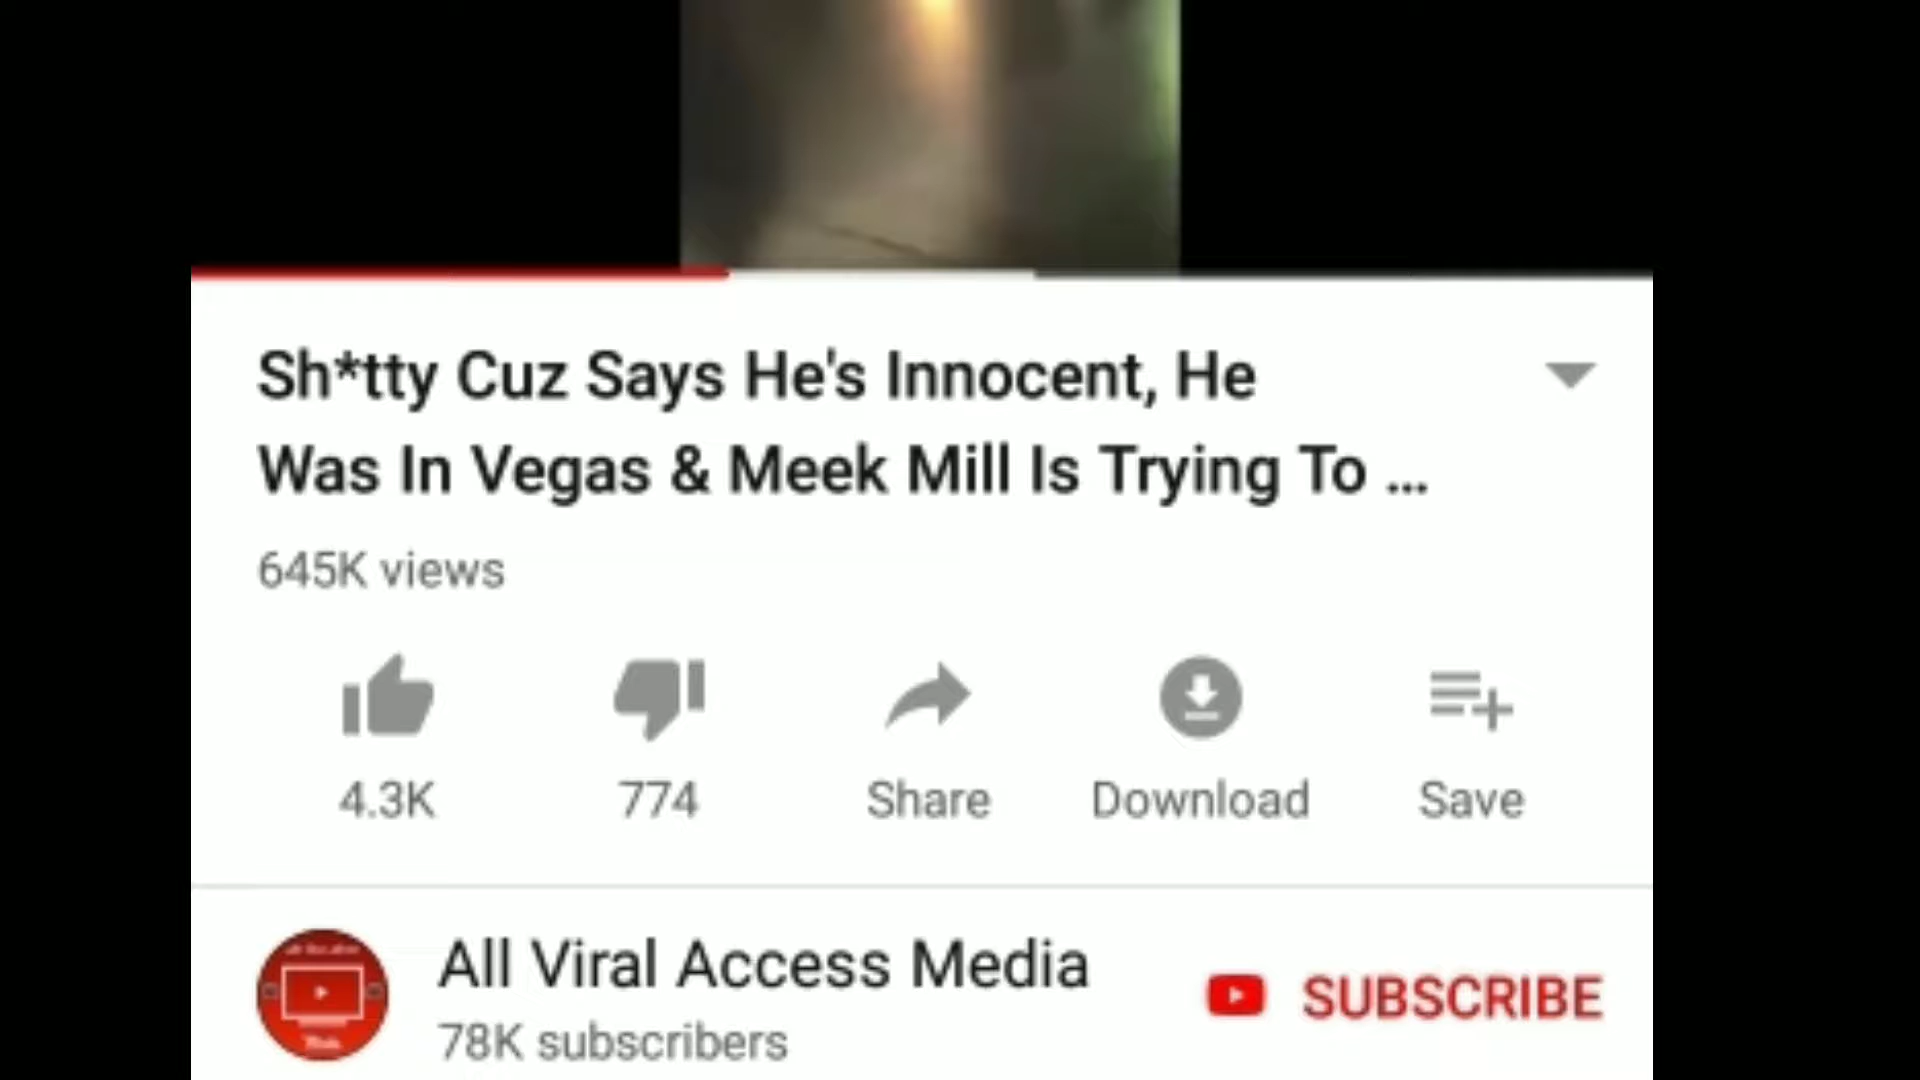 Sh*tty Cuz Says He's Innocent, He
Was In Vegas & Meek Mill Is Trying To ...
645K views
4.3K
774
Share
Download
Save
All Viral Access Media
SUBSCRIBE
78K subscribers